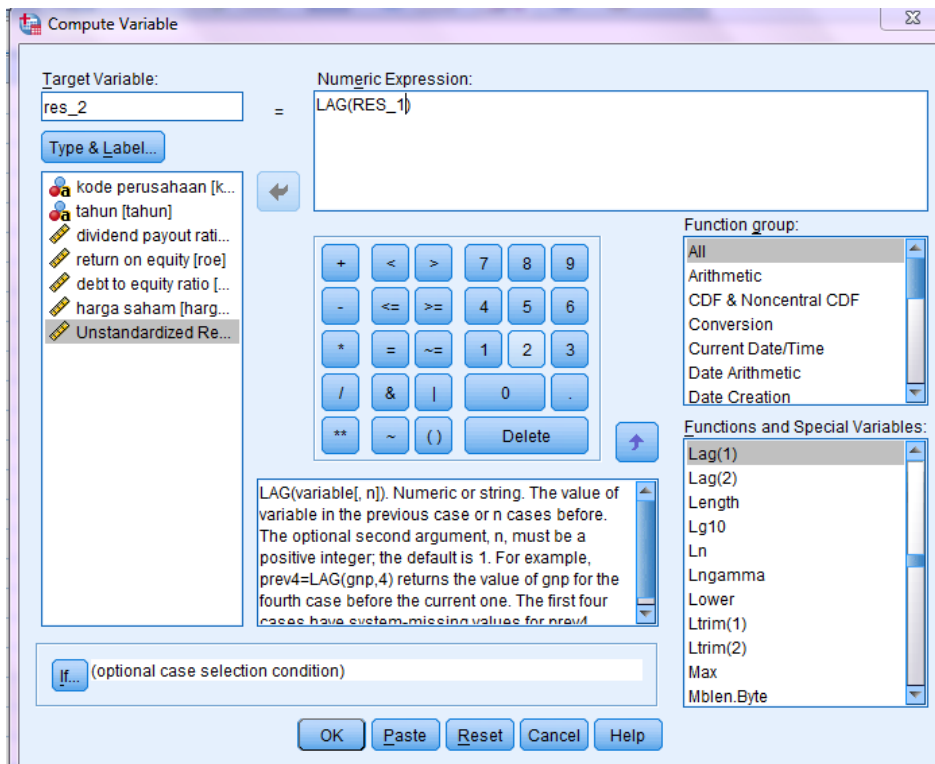 Compute Variable
Target Variable:
res_2
=
Numeric Expression:
LAG(RES_1)
Type & Label...
kode perusahaan [k...
tahun [tahun]
dividend payout rati...
return on equity [roe]
debt to equity ratio [...
harga saham [harg...
Unstandardized Re...
+ < > 7 8 9
- <= >= 4 5 6
* = ~= 1 2 3
/ & | 0 .
** ~ ( ) Delete
Function group:
All
Arithmetic
CDF & Noncentral CDF
Conversion
Current Date/Time
Date Arithmetic
Date Creation
LAG(variable[, n]). Numeric or string. The value of
variable in the previous case or n cases before.
The optional second argument, n, must be a
positive integer; the default is 1. For example,
prev4=LAG(gnp,4) returns the value of gnp for the
fourth case before the current one. The first four
cases have system-missing values for prev4
Functions and Special Variables:
Lag(1)
Lag(2)
Length
Lg10
Ln
Lngamma
Lower
Ltrim(1)
Ltrim(2)
Max
Mblen.Byte
If... (optional case selection condition)
OK Paste Reset Cancel Help